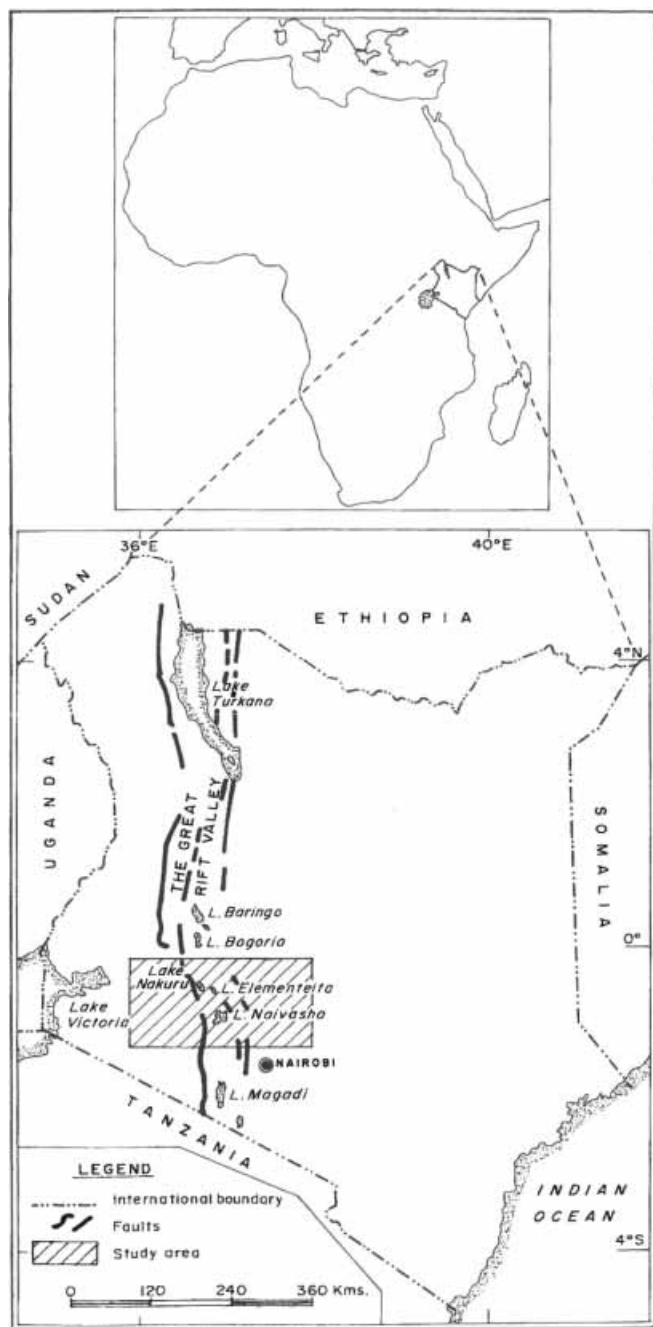 36°E 40°E
SUDAN
ETHIOPIA
4°N
Lake
Turkana
UGANDA
THE GREAT
RIFT VALLEY
SOMALIA
L. Baringo
L. Bogoria
0°
Lake
Nakuru
L. Elementeita
Lake
Victoria
L. Naivasha
NAIROBI
L. Magadi
TANZANIA
LEGEND
International boundary
Faults
Study area
0 120 240 360 Kms.
INDIAN
OCEAN
4°S